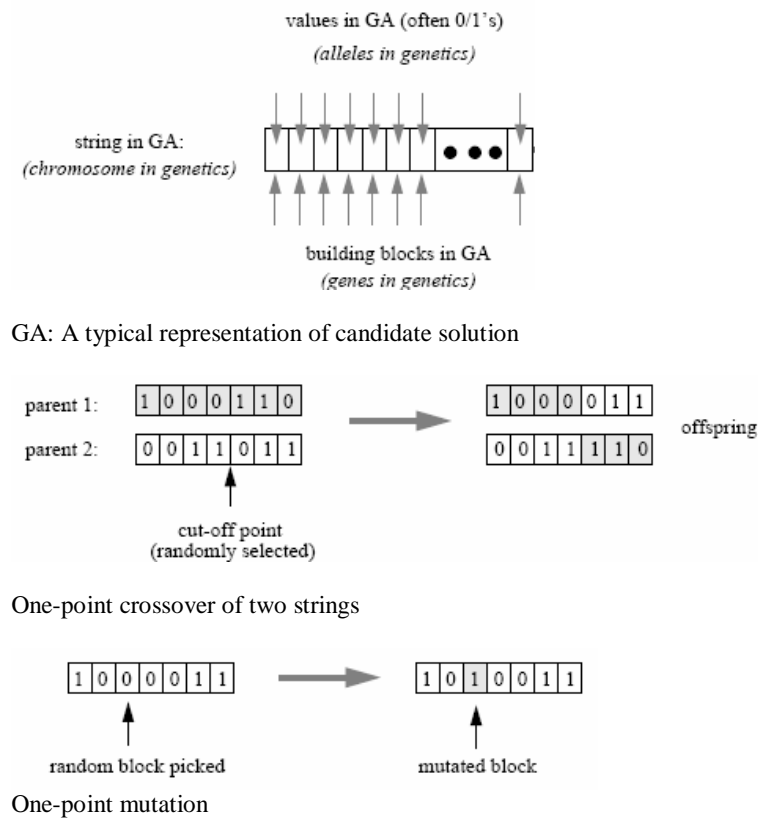 values in GA (often 0/1's)
(alleles in genetics)
string in GA:
(chromosome in genetics)
building blocks in GA
(genes in genetics)
GA: A typical representation of candidate solution
parent 1: 1 0 0 0 1 1 0 1 0 0 0 0 1 1
offspring
parent 2: 0 0 1 1 0 1 1 0 0 1 1 1 1 0
cut-off point
(randomly selected)
One-point crossover of two strings
1 0 0 0 0 1 1 1 0 1 0 0 1 1
random block picked mutated block
One-point mutation